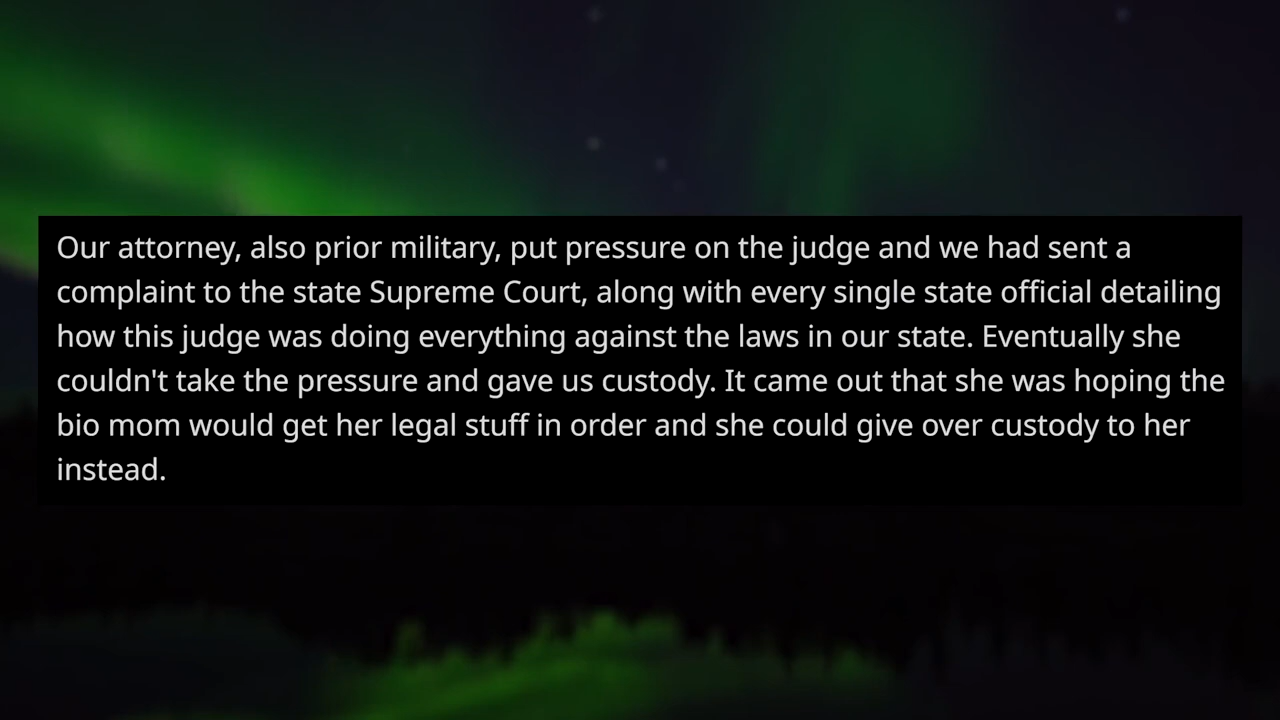 Our attorney, also prior military, put pressure on the judge and we had sent a
complaint to the state Supreme Court, along with every single state official detailing
how this judge was doing everything against the laws in our state. Eventually she
couldn't take the pressure and gave us custody. It came out that she was hoping the
bio mom would get her legal stuff in order and she could give over custody to her
instead.